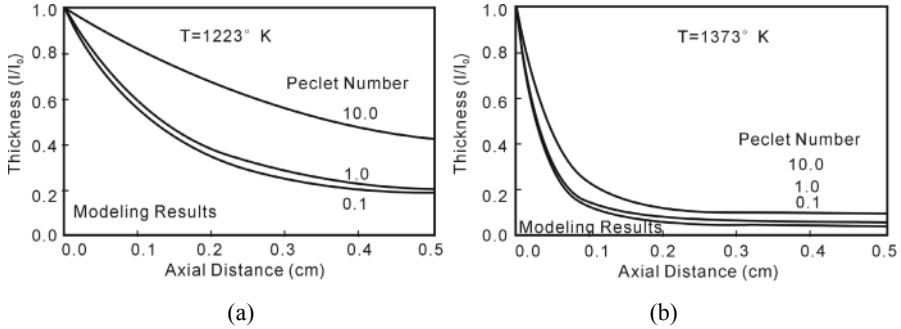 T=1223° K
Peclet Number
10.0
1.0
0.1
Modeling Results
Thickness (I/I₀)
1.0
0.8
0.6
0.4
0.2
0.0
0.0 0.1 0.2 0.3 0.4 0.5
Axial Distance (cm)
(a)
T=1373° K
Peclet Number
10.0
1.0
0.1
Modeling Results
Thickness (I/I₀)
1.0
0.8
0.6
0.4
0.2
0.0
0.0 0.1 0.2 0.3 0.4 0.5
Axial Distance (cm)
(b)